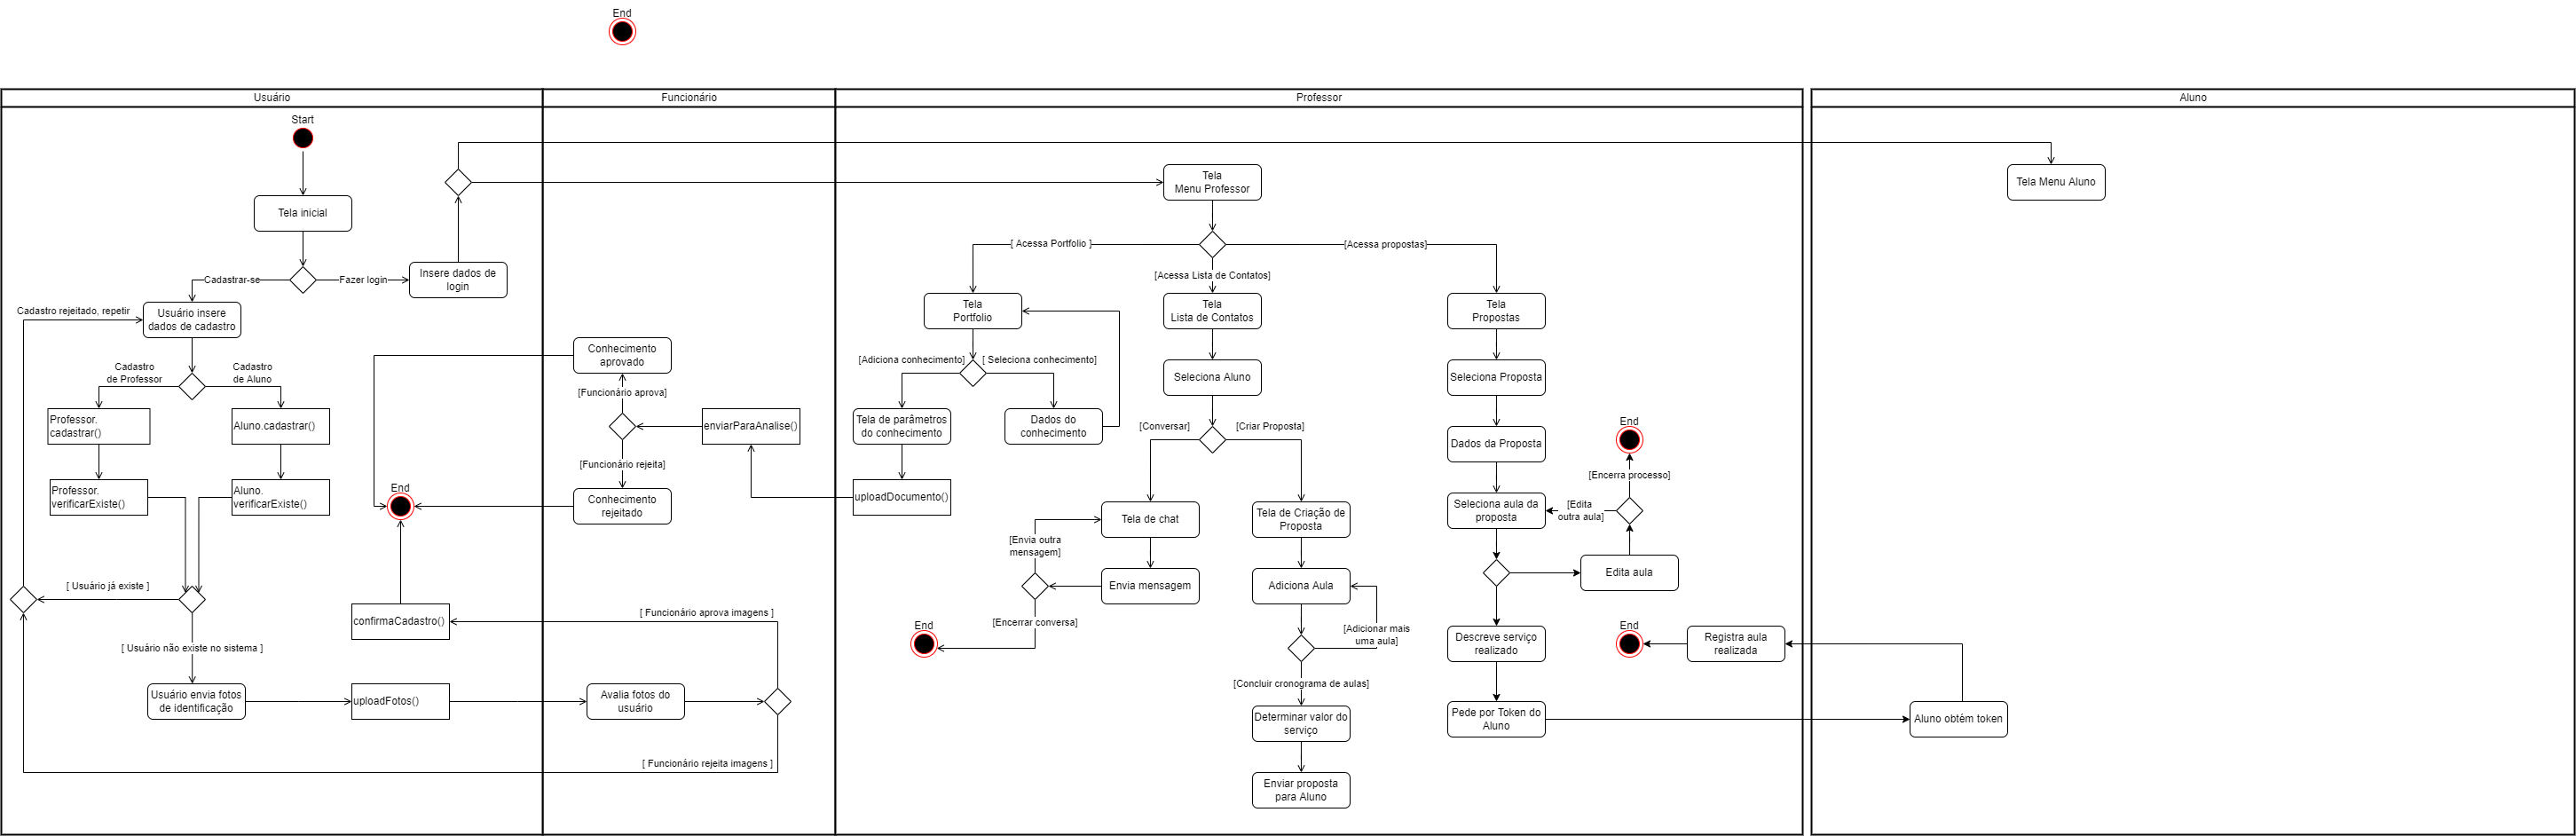 End
Usuário
Funcionário
Professor
Aluno
Start
Tela inicial
Cadastrar-se
Fazer login
Insere dados de
login
Cadastro rejeitado, repetir
Usuário insere
dados de cadastro
Cadastro
de Professor
Cadastro
de Aluno
Professor.
cadastrar()
Aluno.cadastrar()
Professor.
verificarExiste()
Aluno.
verificarExiste()
[ Usuário já existe ]
[ Usuário não existe no sistema ]
Usuário envia fotos
de identificação
uploadFotos()
confirmaCadastro()
End
Conhecimento
aprovado
[Funcionário aprova]
enviarParaAnalise()
[Funcionário rejeita]
Conhecimento
rejeitado
[ Funcionário aprova imagens ]
Avalia fotos do
usuário
[ Funcionário rejeita imagens ]
Tela
Menu Professor
[ Acessa Portfolio ]
[Acessa Lista de Contatos]
[Acessa propostas]
Tela
Portfolio
[Adiciona conhecimento]
[ Seleciona conhecimento]
Tela de parâmetros
do conhecimento
Dados do
conhecimento
uploadDocumento()
Tela
Lista de Contatos
Seleciona Aluno
[Conversar]
[Criar Proposta]
Tela de chat
[Envia outra
mensagem]
Envia mensagem
[Encerrar conversa]
End
Tela de Criação de
Proposta
Adiciona Aula
[Adicionar mais
uma aula]
[Concluir cronograma de aulas]
Determinar valor do
serviço
Enviar proposta
para Aluno
Tela
Propostas
Seleciona Proposta
Dados da Proposta
Seleciona aula da
proposta
End
[Encerra processo]
[Edita
outra aula]
Edita aula
Descreve serviço
realizado
Pede por Token do
Aluno
End
Registra aula
realizada
Tela Menu Aluno
Aluno obtém token